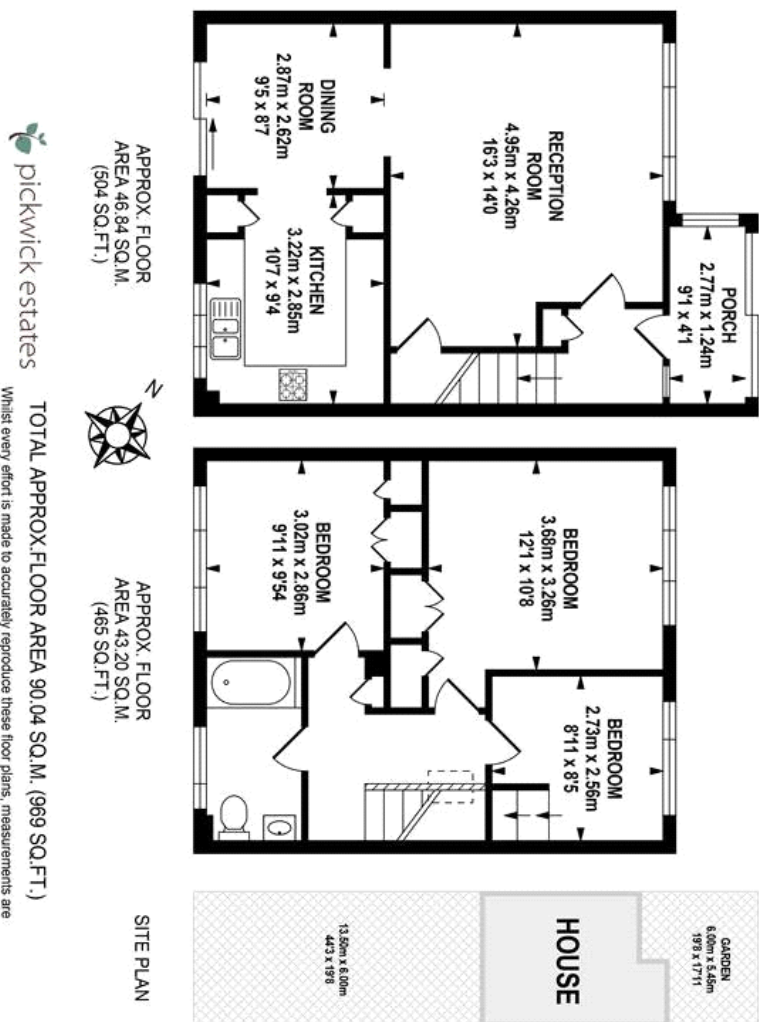 DINING
ROOM
2.87m x 2.62m
9'5 x 8'7
RECEPTION
ROOM
4.95m x 4.26m
16'3 x 14'0
KITCHEN
3.22m x 2.85m
10'7 x 9'4
PORCH
2.77m x 1.24m
9'1 x 4'1
APPROX. FLOOR
AREA 46.84 SQ.M.
(504 SQ.FT.)
BEDROOM
3.02m x 2.86m
9'11 x 9'54
BEDROOM
3.68m x 3.26m
12'1 x 10'8
BEDROOM
2.73m x 2.56m
8'11 x 8'5
APPROX. FLOOR
AREA 43.20 SQ.M.
(465 SQ.FT.)
GARDEN
6.00m x 5.45m
19'8 x 17'11
HOUSE
13.50m x 6.00m
44'3 x 19'8
SITE PLAN
N
pickwick estates
TOTAL APPROX.FLOOR AREA 90.04 SQ.M. (969 SQ.FT.)
Whilst every effort is made to accurately reproduce these floor plans, measurements are